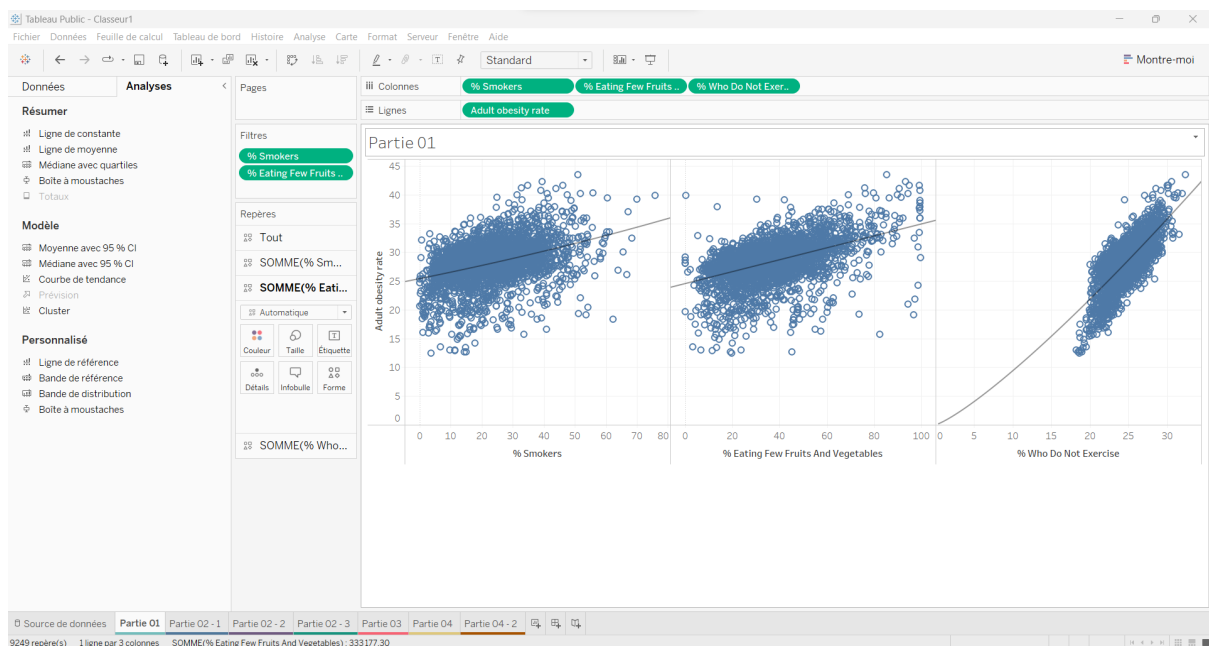 Tableau Public - Classeur1
Fichier Données Feuille de calcul Tableau de bord Histoire Analyse Carte Format Serveur Fenêtre Aide
Standard
Montre-moi
Données
Analyses
Résumer
Ligne de constante
Ligne de moyenne
Médiane avec quartiles
Boîte à moustaches
Totaux
Modèle
Moyenne avec 95 % CI
Médiane avec 95 % CI
Courbe de tendance
Prévision
Cluster
Personnalisé
Ligne de référence
Bande de référence
Bande de distribution
Boîte à moustaches
Pages
Filtres
% Smokers
% Eating Few Fruits ..
Repères
Tout
SOMME(% Sm...
SOMME(% Eati...
Automatique
Couleur Taille Étiquette
Détails Infobulle Forme
SOMME(% Who...
Colonnes % Smokers % Eating Few Fruits .. % Who Do Not Exer..
Lignes Adult obesity rate
Partie 01
Adult obesity rate
45
40
35
30
25
20
15
10
5
0
0 10 20 30 40 50 60 70 80 0 20 40 60 80 100 0 5 10 15 20 25 30
% Smokers % Eating Few Fruits And Vegetables % Who Do Not Exercise
Source de données Partie 01 Partie 02 - 1 Partie 02 - 2 Partie 02 - 3 Partie 03 Partie 04 Partie 04 - 2
9249 repère(s) 1 ligne par 3 colonnes SOMME(% Eating Few Fruits And Vegetables) : 333177.30